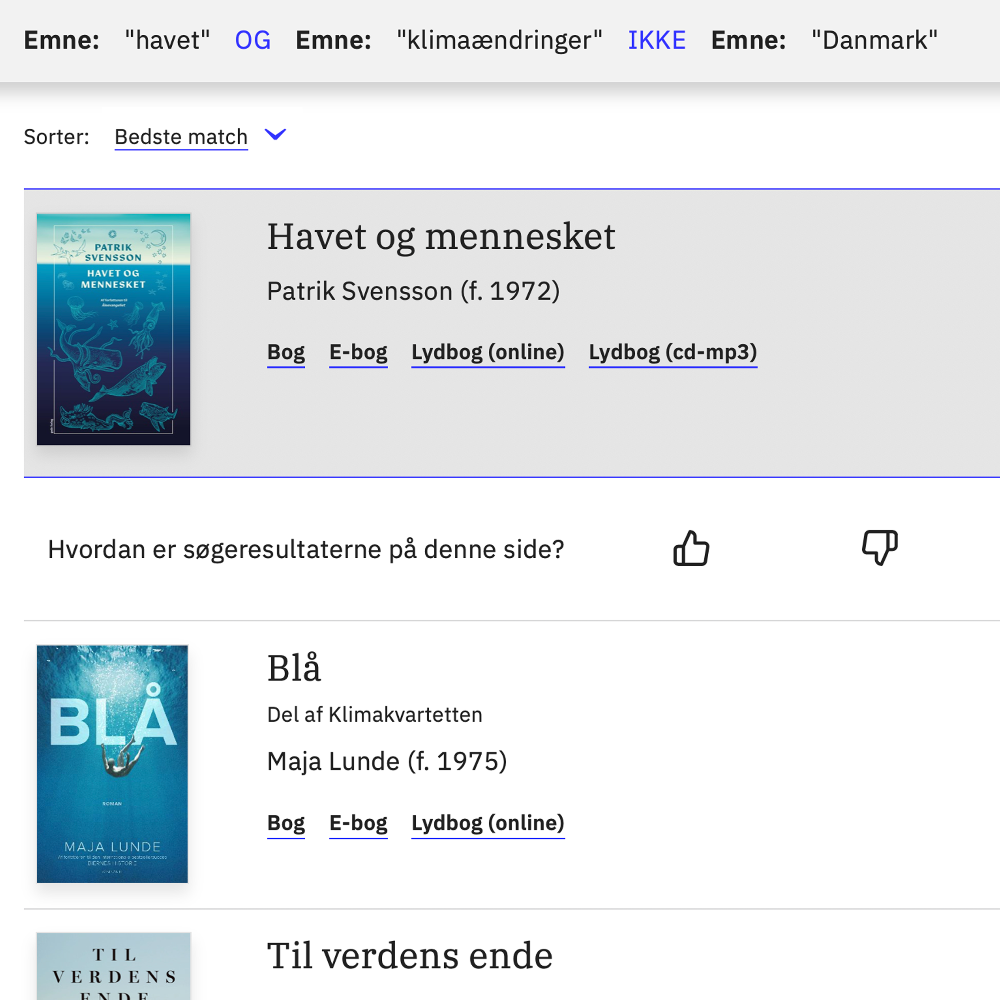 Emne: "havet" OG Emne: "klimaændringer" IKKE Emne: "Danmark"
Sorter: Bedste match
PATRIK
SVENSSON
HAVET OG
MENNESKET
Af forfatteren til
Åleevangeliet
Havet og mennesket
Patrik Svensson (f. 1972)
Bog E-bog Lydbog (online) Lydbog (cd-mp3)
Hvordan er søgeresultaterne på denne side?
BLÅ
ROMAN
MAJA LUNDE
Af forfatteren til den internationale bestsellersucces
BIERNES HISTORIE
Blå
Del af Klimakvartetten
Maja Lunde (f. 1975)
Bog E-bog Lydbog (online)
TIL
VERDENS
ENDE
Til verdens ende